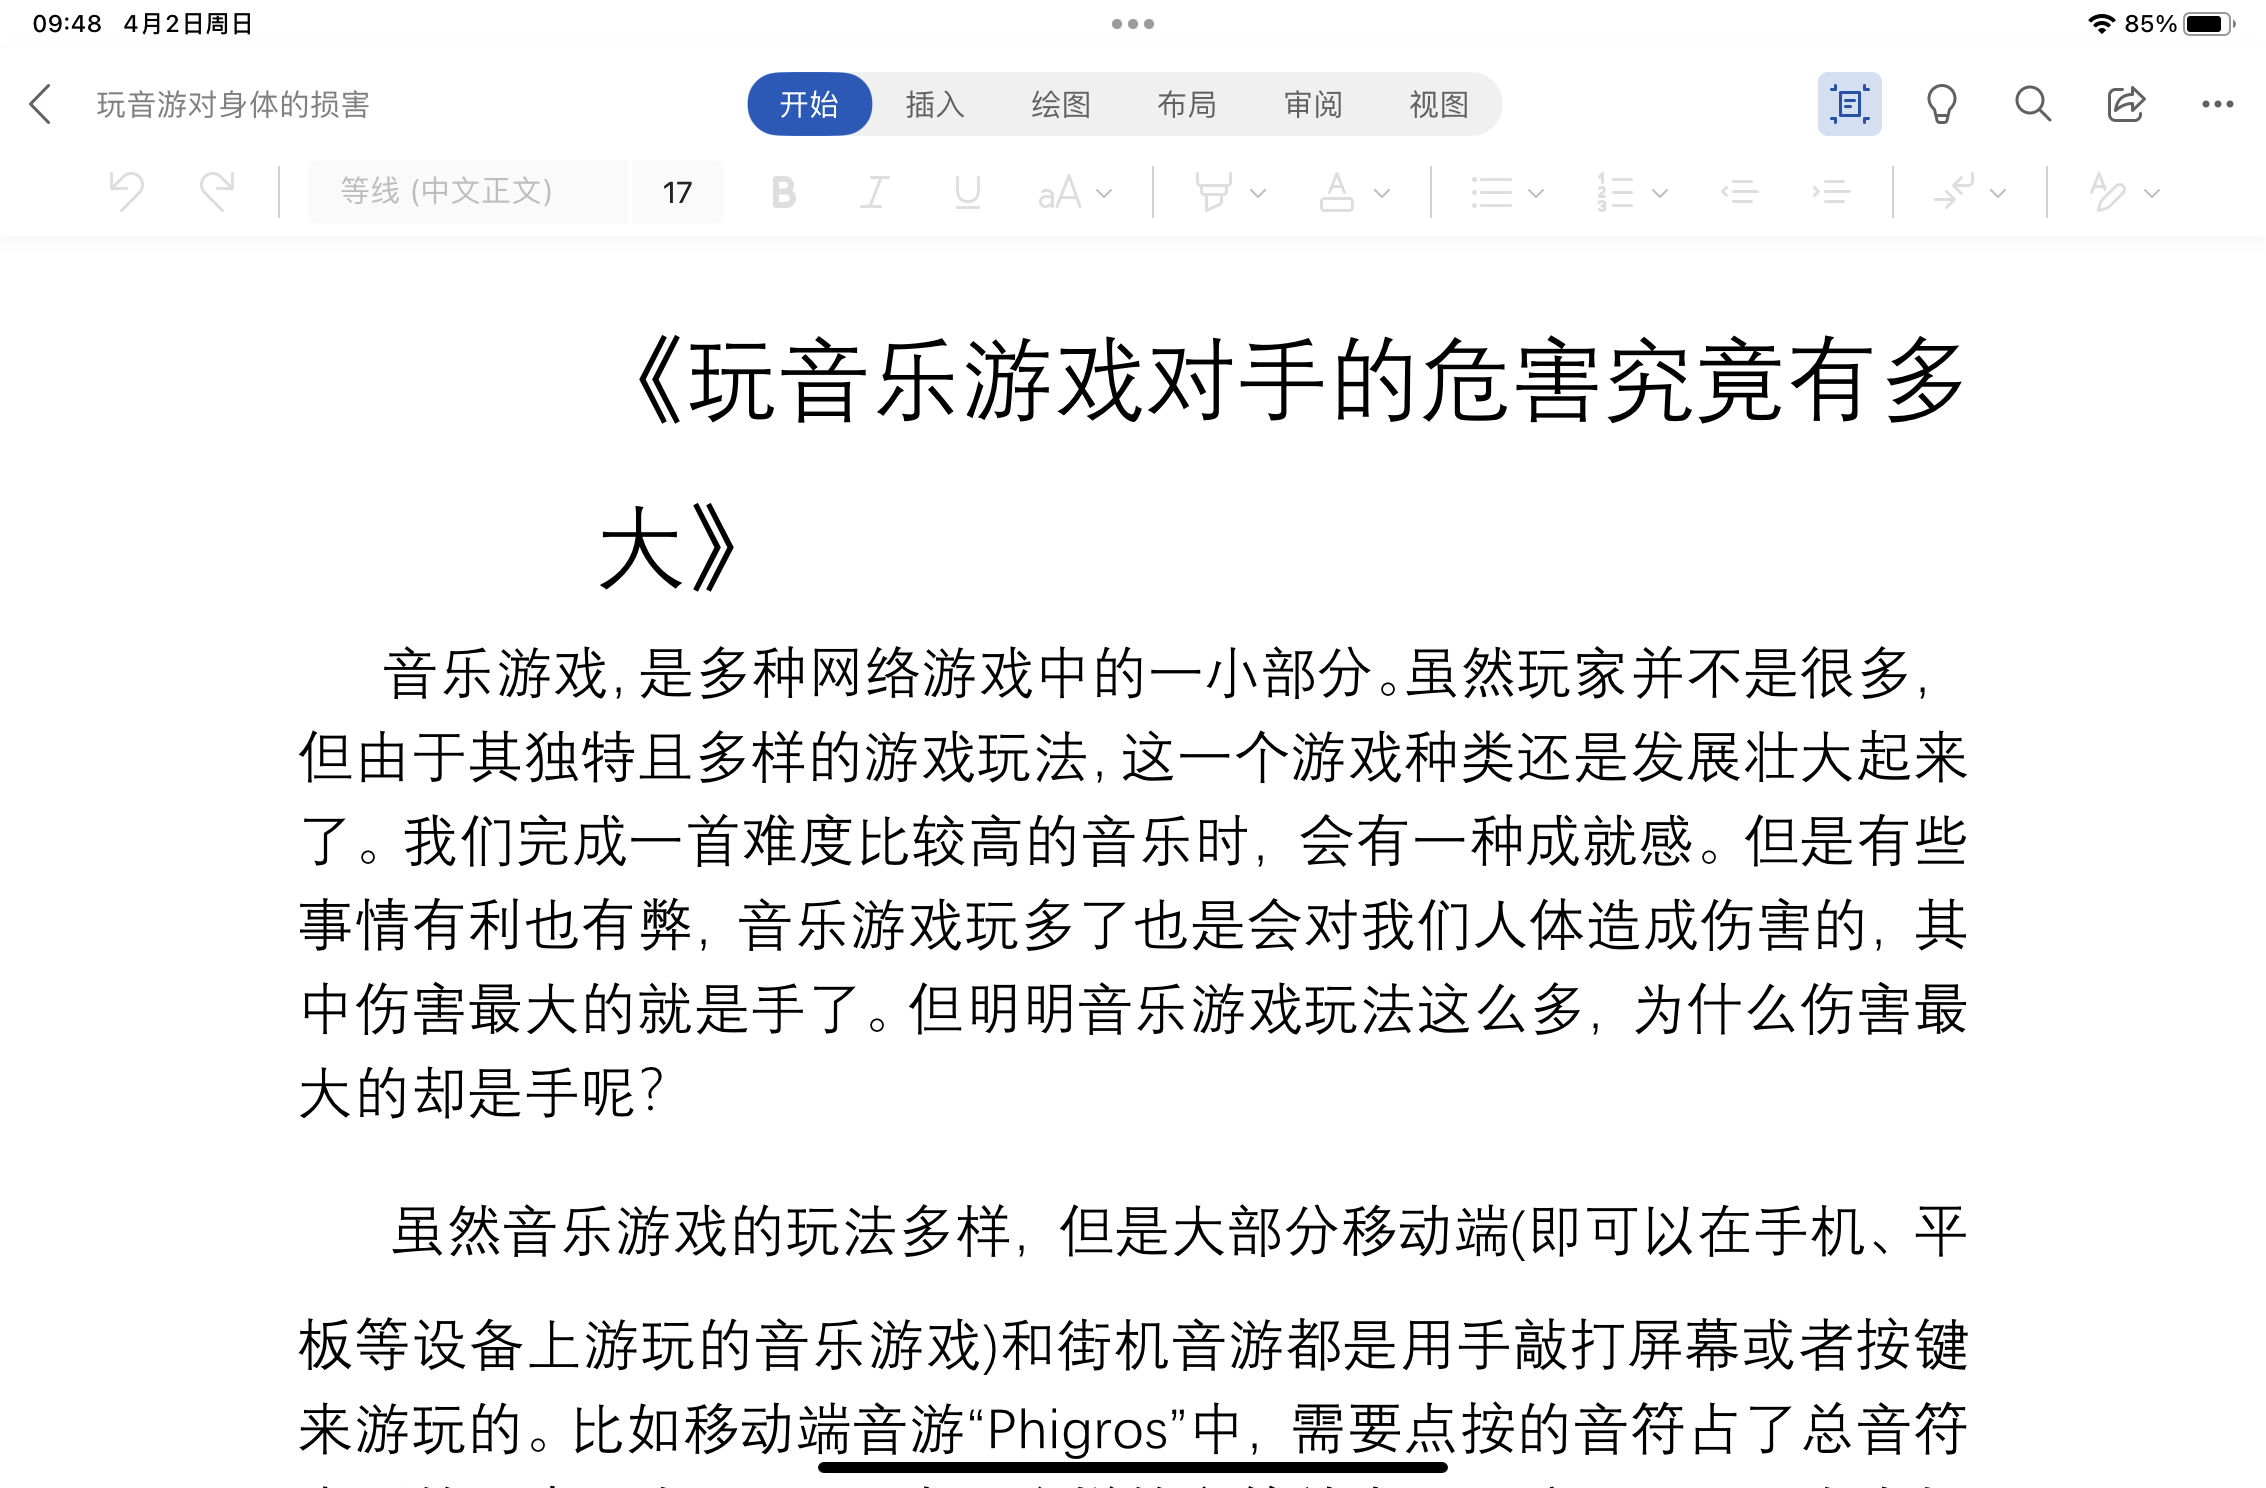 09:48 4月2日周日
85%
玩音游对身体的损害
开始 插入 绘图 布局 审阅 视图
等线 (中文正文) 17 B I U aA A A
《玩音乐游戏对手的危害究竟有多
大》
音乐游戏,是多种网络游戏中的一小部分。虽然玩家并不是很多,
但由于其独特且多样的游戏玩法,这一个游戏种类还是发展壮大起来
了。我们完成一首难度比较高的音乐时,会有一种成就感。但是有些
事情有利也有弊,音乐游戏玩多了也是会对我们人体造成伤害的,其
中伤害最大的就是手了。但明明音乐游戏玩法这么多,为什么伤害最
大的却是手呢?
虽然音乐游戏的玩法多样,但是大部分移动端(即可以在手机、平
板等设备上游玩的音乐游戏)和街机音游都是用手敲打屏幕或者按键
来游玩的。比如移动端音游“Phigros”中,需要点按的音符占了总音符